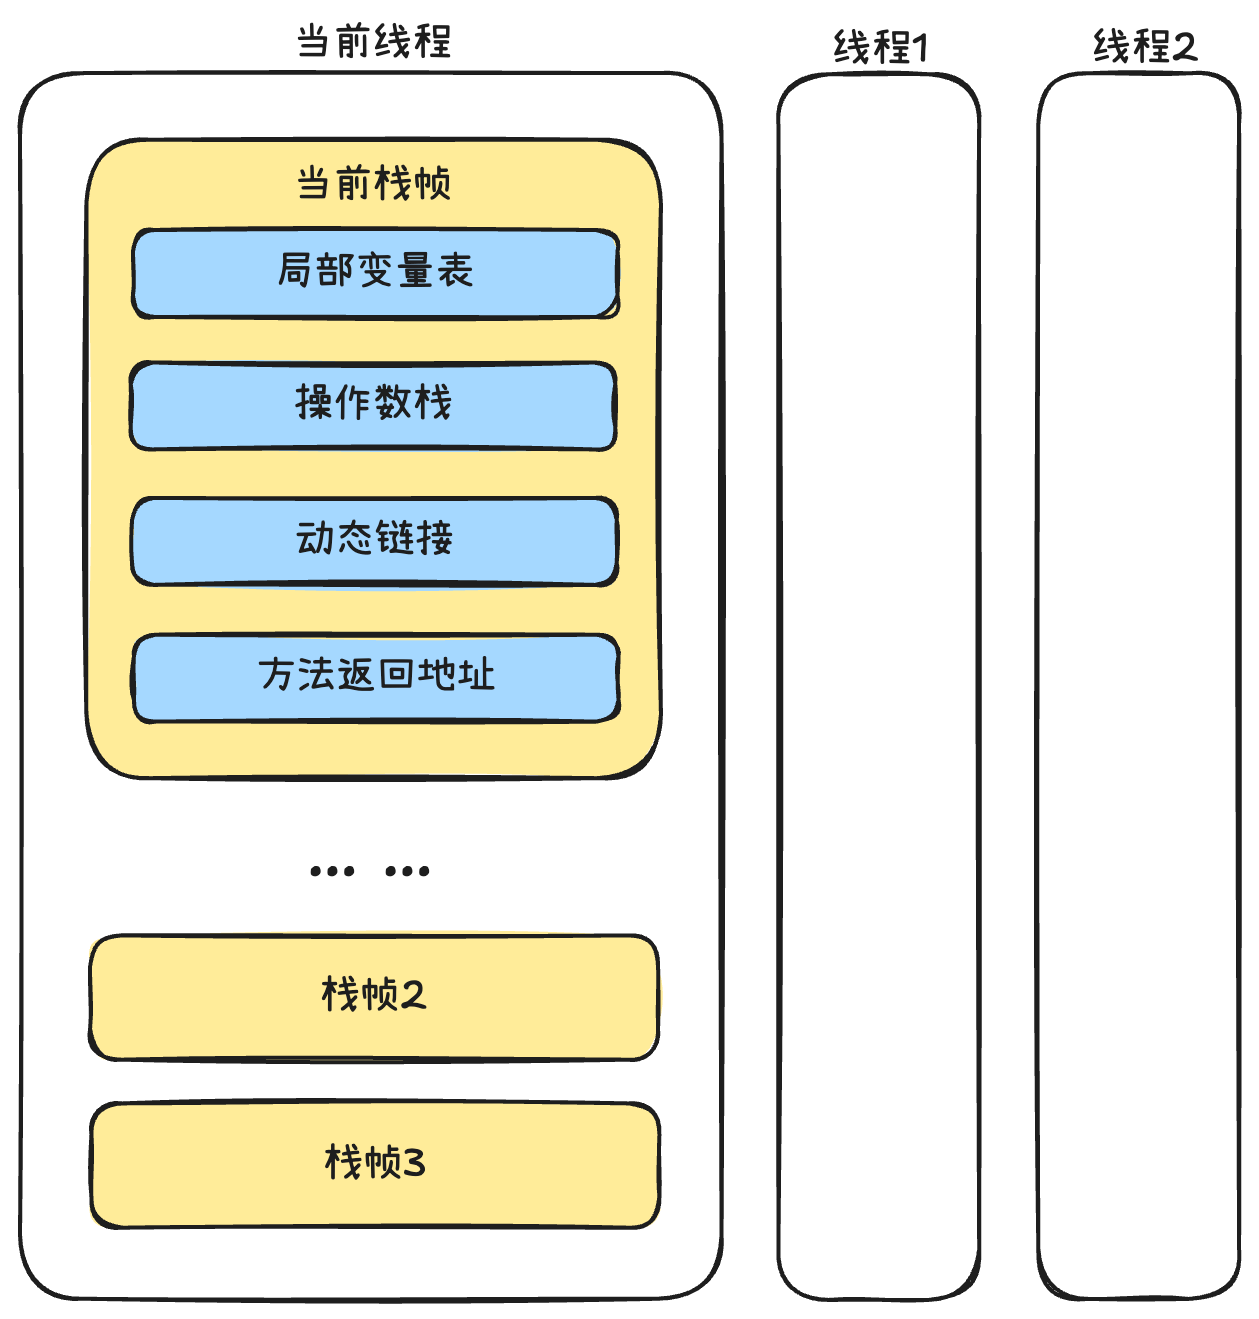 当前线程
线程1
线程2
当前栈帧
局部变量表
操作数栈
动态链接
方法返回地址
... ...
栈帧2
栈帧3